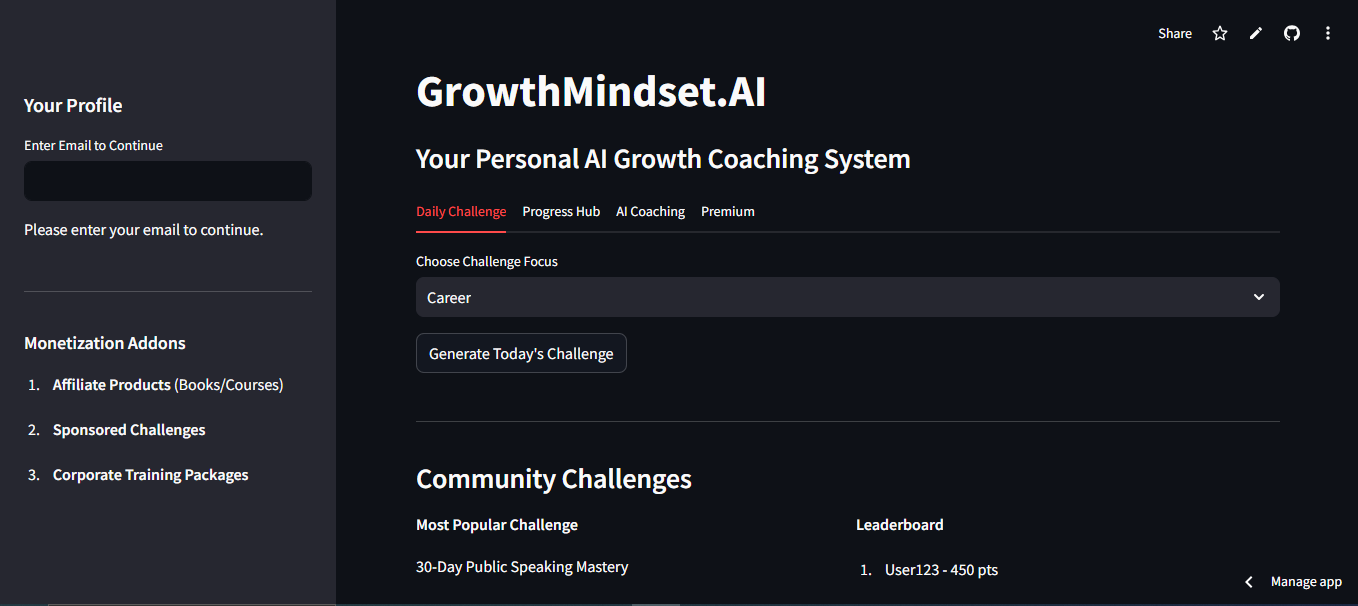 Share
Your Profile
Enter Email to Continue
Please enter your email to continue.
Monetization Addons
1. Affiliate Products (Books/Courses)
2. Sponsored Challenges
3. Corporate Training Packages
GrowthMindset.AI
Your Personal AI Growth Coaching System
Daily Challenge Progress Hub AI Coaching Premium
Choose Challenge Focus
Career
Generate Today's Challenge
Community Challenges
Most Popular Challenge
30-Day Public Speaking Mastery
Leaderboard
1. User123 - 450 pts
Manage app